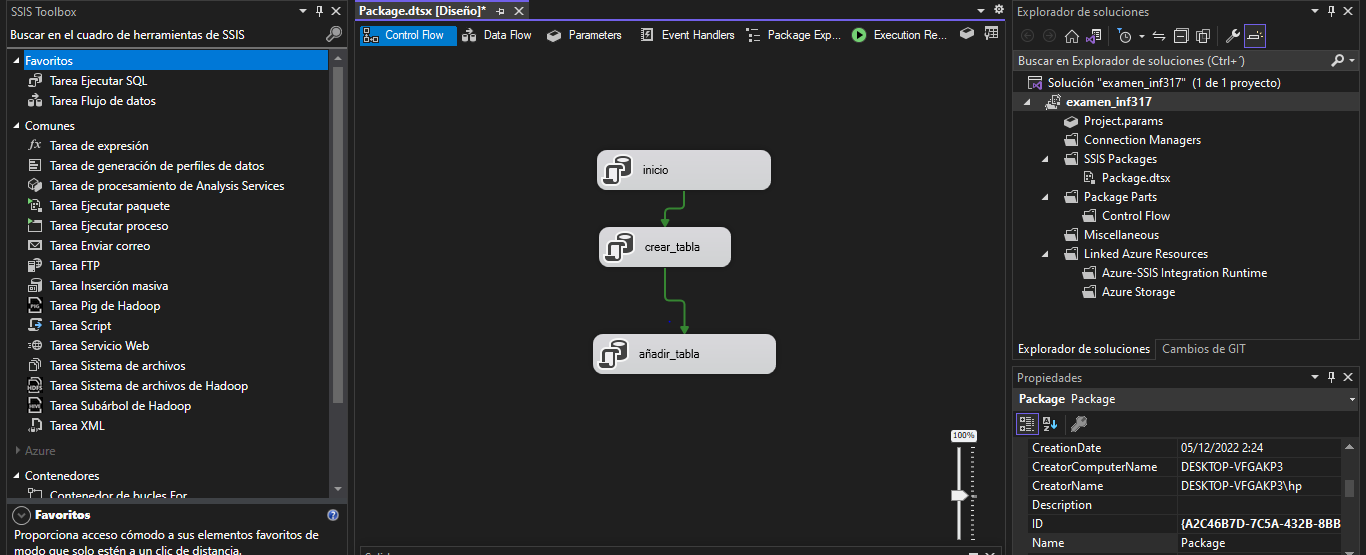 SSIS Toolbox
Buscar en el cuadro de herramientas de SSIS
Favoritos
Tarea Ejecutar SQL
Tarea Flujo de datos
Comunes
fx Tarea de expresión
Tarea de generación de perfiles de datos
Tarea de procesamiento de Analysis Services
Tarea Ejecutar paquete
Tarea Ejecutar proceso
Tarea Enviar correo
Tarea FTP
Tarea Inserción masiva
PIG Tarea Pig de Hadoop
Tarea Script
Tarea Servicio Web
Tarea Sistema de archivos
HDFS Tarea Sistema de archivos de Hadoop
HIVE Tarea Subárbol de Hadoop
Tarea XML
Azure
Contenedores
Contenedor de bucles For
Favoritos
Proporciona acceso cómodo a sus elementos favoritos de
modo que solo estén a un clic de distancia.
Package.dtsx [Diseño]*
Control Flow
Data Flow
Parameters
Event Handlers
Package Exp...
Execution Re...
inicio
crear_tabla
añadir_tabla
100%
Explorador de soluciones
Buscar en Explorador de soluciones (Ctrl+´)
Solución "examen_inf317" (1 de 1 proyecto)
examen_inf317
Project.params
Connection Managers
SSIS Packages
Package.dtsx
Package Parts
Control Flow
Miscellaneous
Linked Azure Resources
Azure-SSIS Integration Runtime
Azure Storage
Explorador de soluciones Cambios de GIT
Propiedades
Package Package
CreationDate 05/12/2022 2:24
CreatorComputerName DESKTOP-VFGAKP3
CreatorName DESKTOP-VFGAKP3\hp
Description
ID {A2C46B7D-7C5A-432B-8BB
Name Package